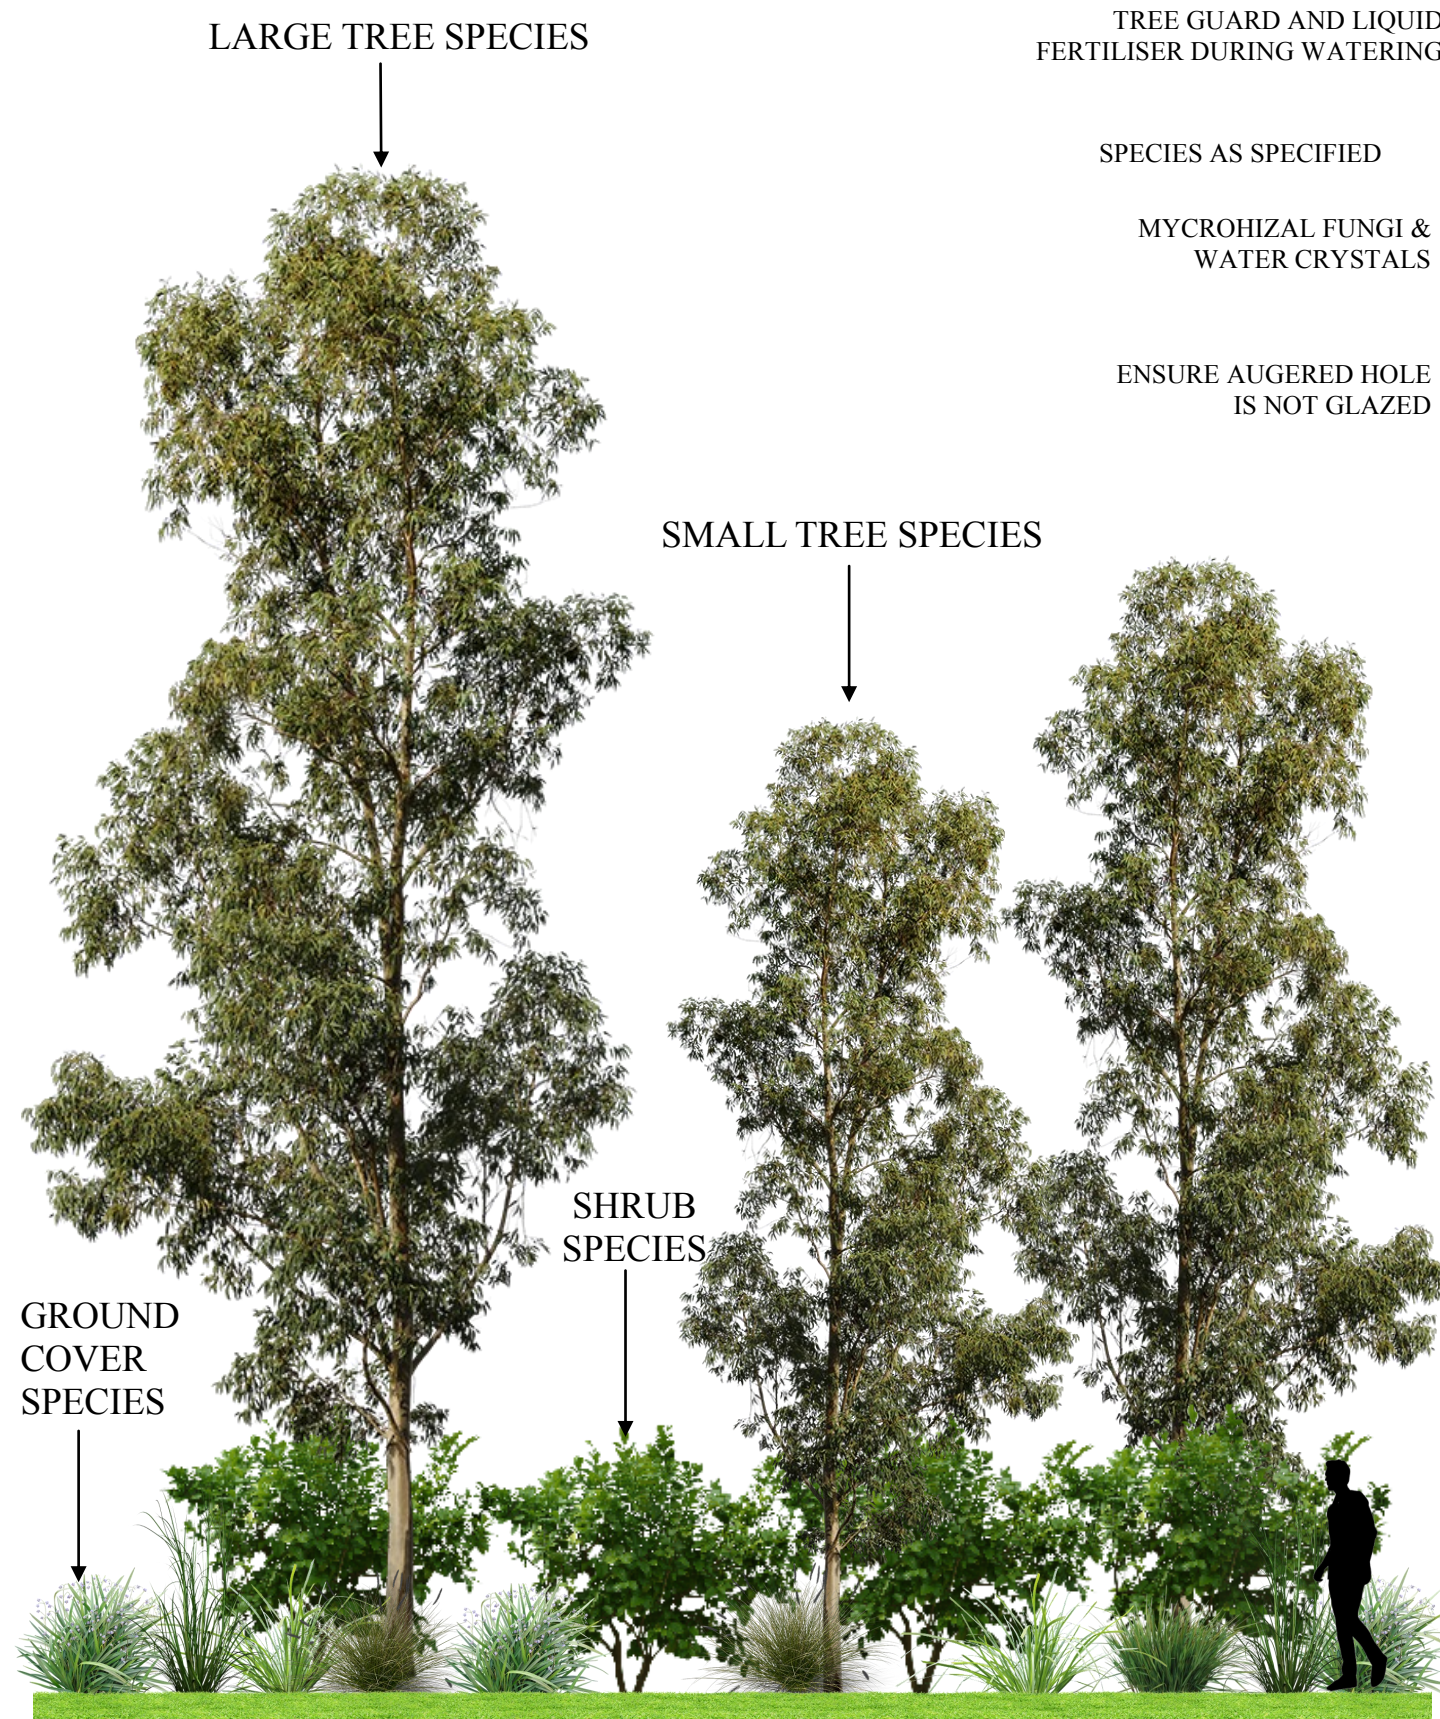 LARGE TREE SPECIES
TREE GUARD AND LIQUID
FERTILISER DURING WATERING
SPECIES AS SPECIFIED
MYCROHIZAL FUNGI &
WATER CRYSTALS
ENSURE AUGERED HOLE
IS NOT GLAZED
SMALL TREE SPECIES
SHRUB
SPECIES
GROUND
COVER
SPECIES